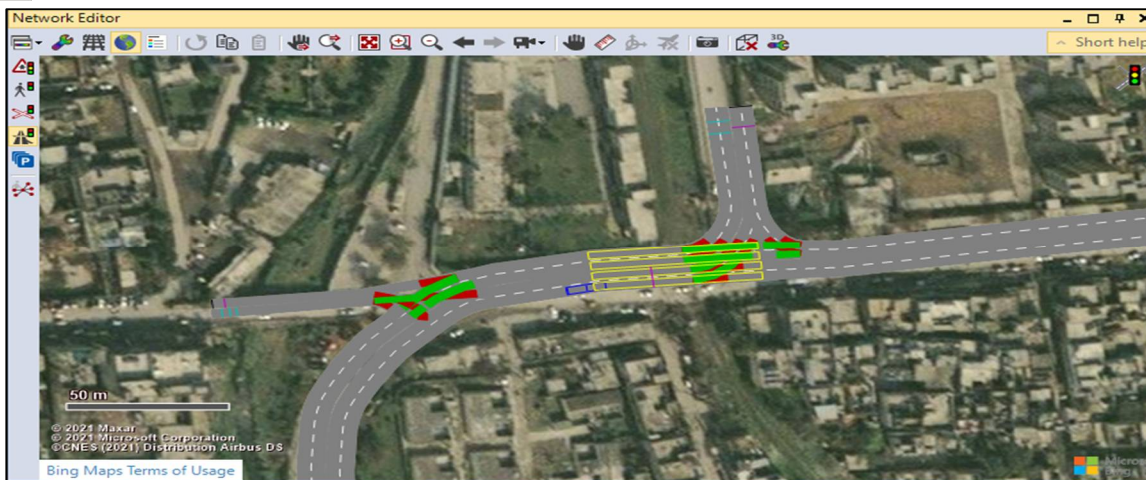 Network Editor
3D
Short help
P
50 m
© 2021 Maxar
© 2021 Microsoft Corporation
©CNES (2021) Distribution Airbus DS
Bing Maps Terms of Usage